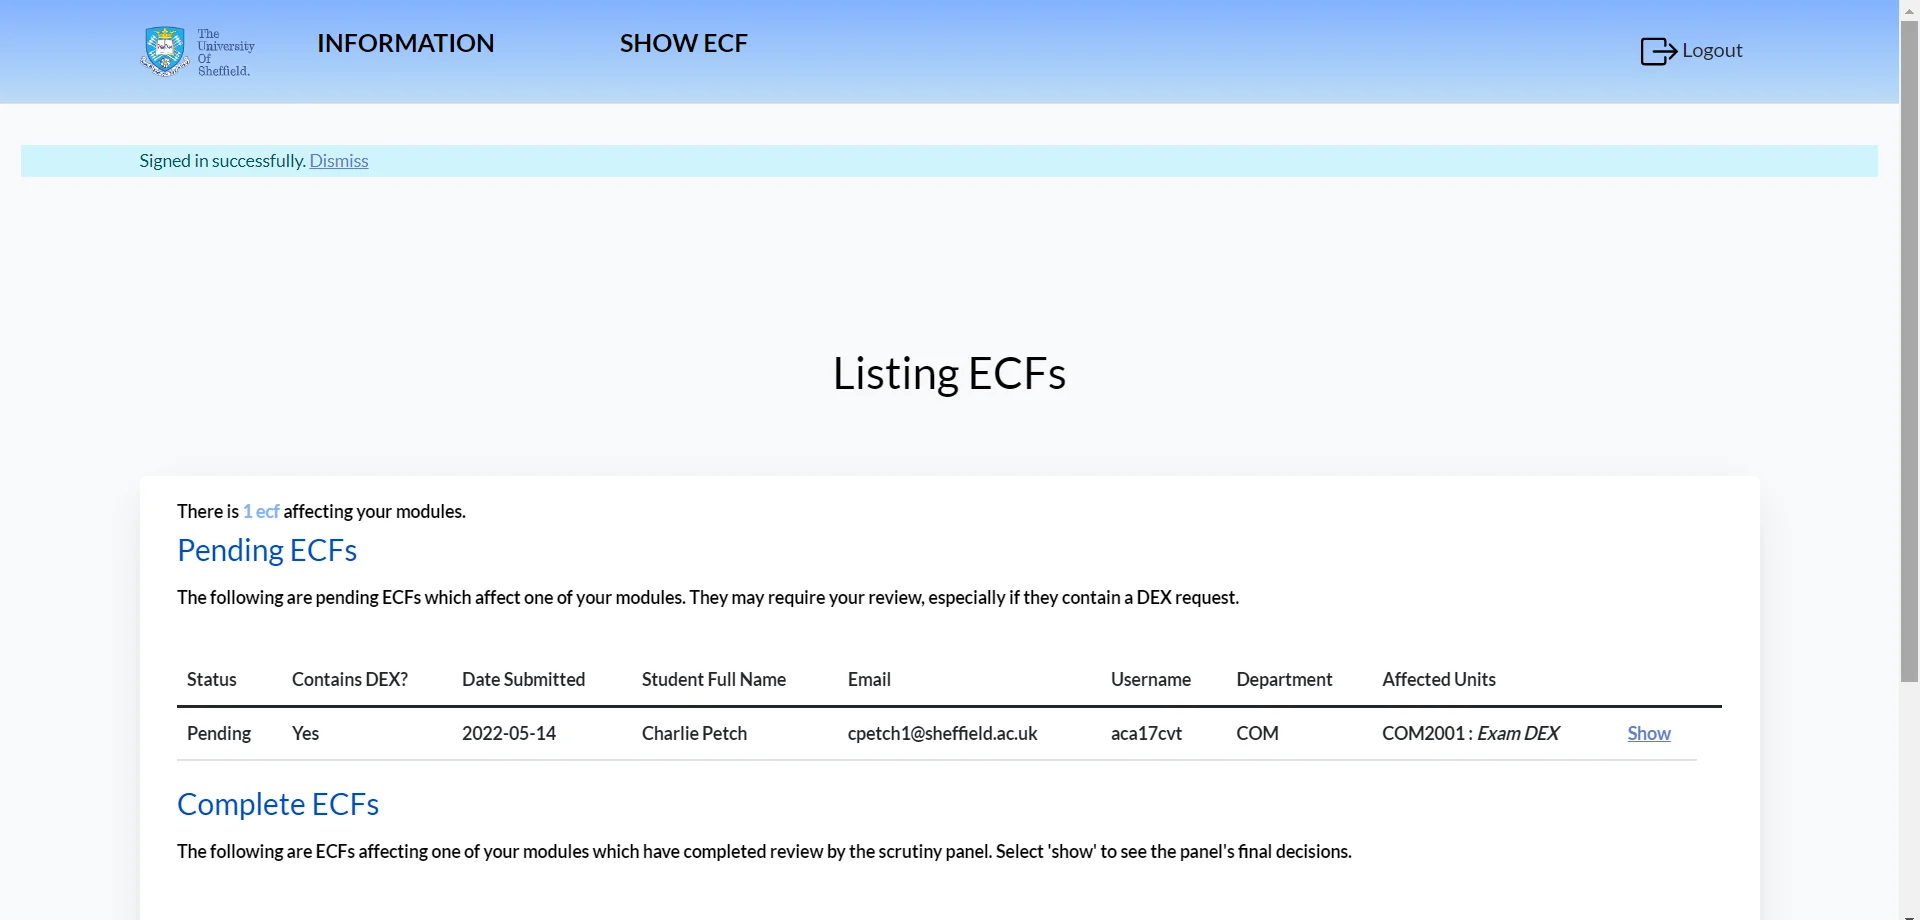 The
University
Of
Sheffield.
INFORMATION
SHOW ECF
Logout
Signed in successfully. Dismiss
Listing ECFs
There is 1 ecf affecting your modules.
Pending ECFs
The following are pending ECFs which affect one of your modules. They may require your review, especially if they contain a DEX request.
Status Contains DEX? Date Submitted Student Full Name Email Username Department Affected Units
Pending Yes 2022-05-14 Charlie Petch cpetch1@sheffield.ac.uk aca17cvt COM COM2001 : Exam DEX Show
Complete ECFs
The following are ECFs affecting one of your modules which have completed review by the scrutiny panel. Select 'show' to see the panel's final decisions.